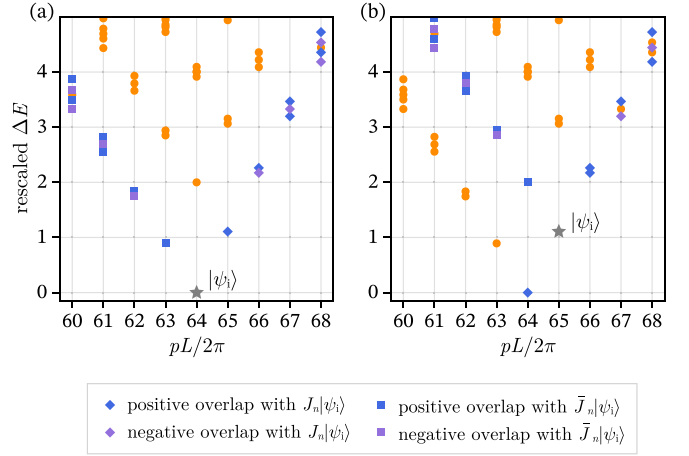 (a) (b)
rescaled ΔE
4
3
2
1
0
|ψᵢ⟩
|ψᵢ⟩
60 61 62 63 64 65 66 67 68
60 61 62 63 64 65 66 67 68
pL/2π
pL/2π
positive overlap with Jₙ|ψᵢ⟩
negative overlap with Jₙ|ψᵢ⟩
positive overlap with J̄ₙ|ψᵢ⟩
negative overlap with J̄ₙ|ψᵢ⟩